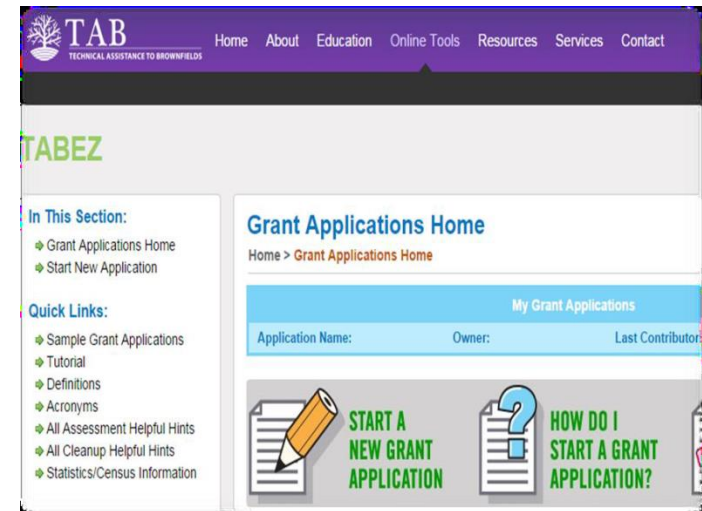 TAB
TECHNICAL ASSISTANCE TO BROWNFIELDS
Home About Education Online Tools Resources Services Contact
TABEZ
In This Section:
Grant Applications Home
Start New Application
Quick Links:
Sample Grant Applications
Tutorial
Definitions
Acronyms
All Assessment Helpful Hints
All Cleanup Helpful Hints
Statistics/Census Information
Grant Applications Home
Home > Grant Applications Home
My Grant Applications
Application Name: Owner: Last Contributor:
START A
NEW GRANT
APPLICATION
?
HOW DO I
START A GRANT
APPLICATION?